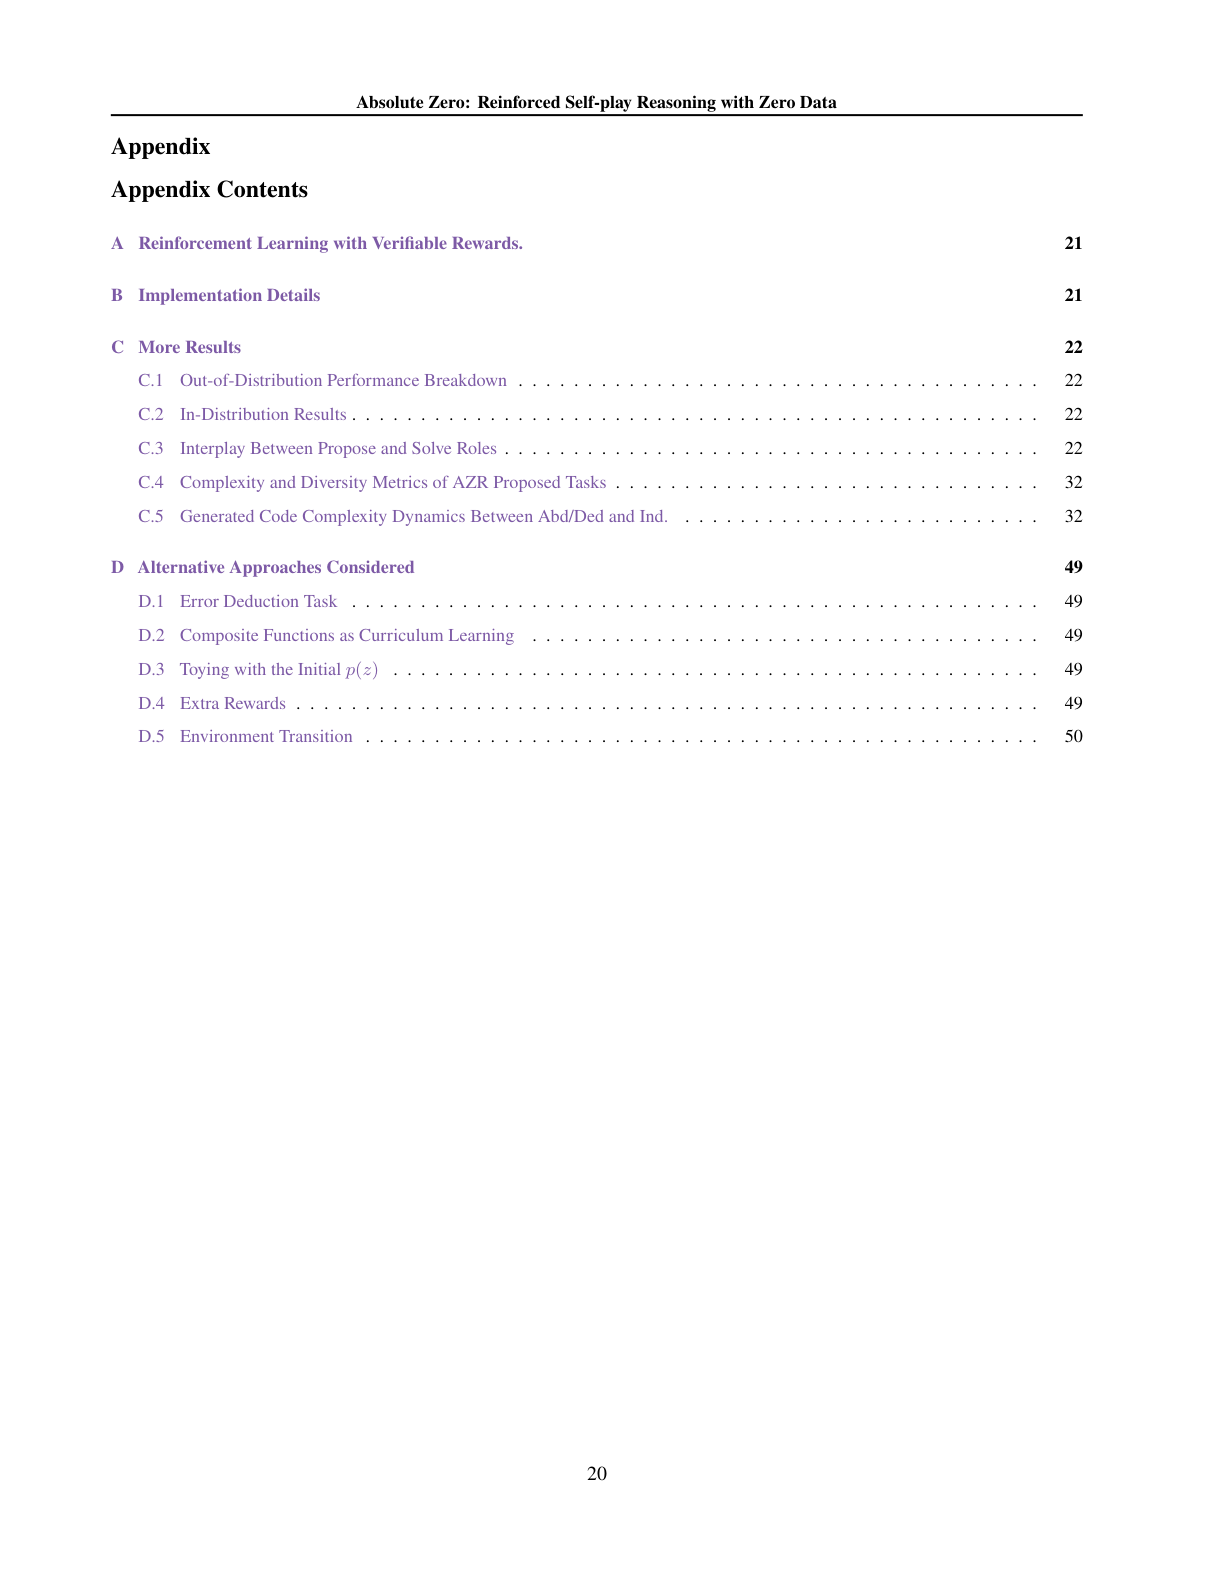 Absolute Zero: Reinforced Self-play Reasoning with Zero Data
Appendix
Appendix Contents
A Reinforcement Learning with Verifiable Rewards. 21
B Implementation Details 21
C More Results 22
C.1 Out-of-Distribution Performance Breakdown . . . . . . . . . . . . . . . . . . . . . . . . . . . . . . . . . . . . . . 22
C.2 In-Distribution Results . . . . . . . . . . . . . . . . . . . . . . . . . . . . . . . . . . . . . . . . . . . . . . . . . . 22
C.3 Interplay Between Propose and Solve Roles . . . . . . . . . . . . . . . . . . . . . . . . . . . . . . . . . . . . . . . 22
C.4 Complexity and Diversity Metrics of AZR Proposed Tasks . . . . . . . . . . . . . . . . . . . . . . . . . . . . . . . 32
C.5 Generated Code Complexity Dynamics Between Abd/Ded and Ind. . . . . . . . . . . . . . . . . . . . . . . . . . . 32
D Alternative Approaches Considered 49
D.1 Error Deduction Task . . . . . . . . . . . . . . . . . . . . . . . . . . . . . . . . . . . . . . . . . . . . . . . . . . 49
D.2 Composite Functions as Curriculum Learning . . . . . . . . . . . . . . . . . . . . . . . . . . . . . . . . . . . . . 49
D.3 Toying with the Initial p(z) . . . . . . . . . . . . . . . . . . . . . . . . . . . . . . . . . . . . . . . . . . . . . . . 49
D.4 Extra Rewards . . . . . . . . . . . . . . . . . . . . . . . . . . . . . . . . . . . . . . . . . . . . . . . . . . . . . . 49
D.5 Environment Transition . . . . . . . . . . . . . . . . . . . . . . . . . . . . . . . . . . . . . . . . . . . . . . . . . 50
20